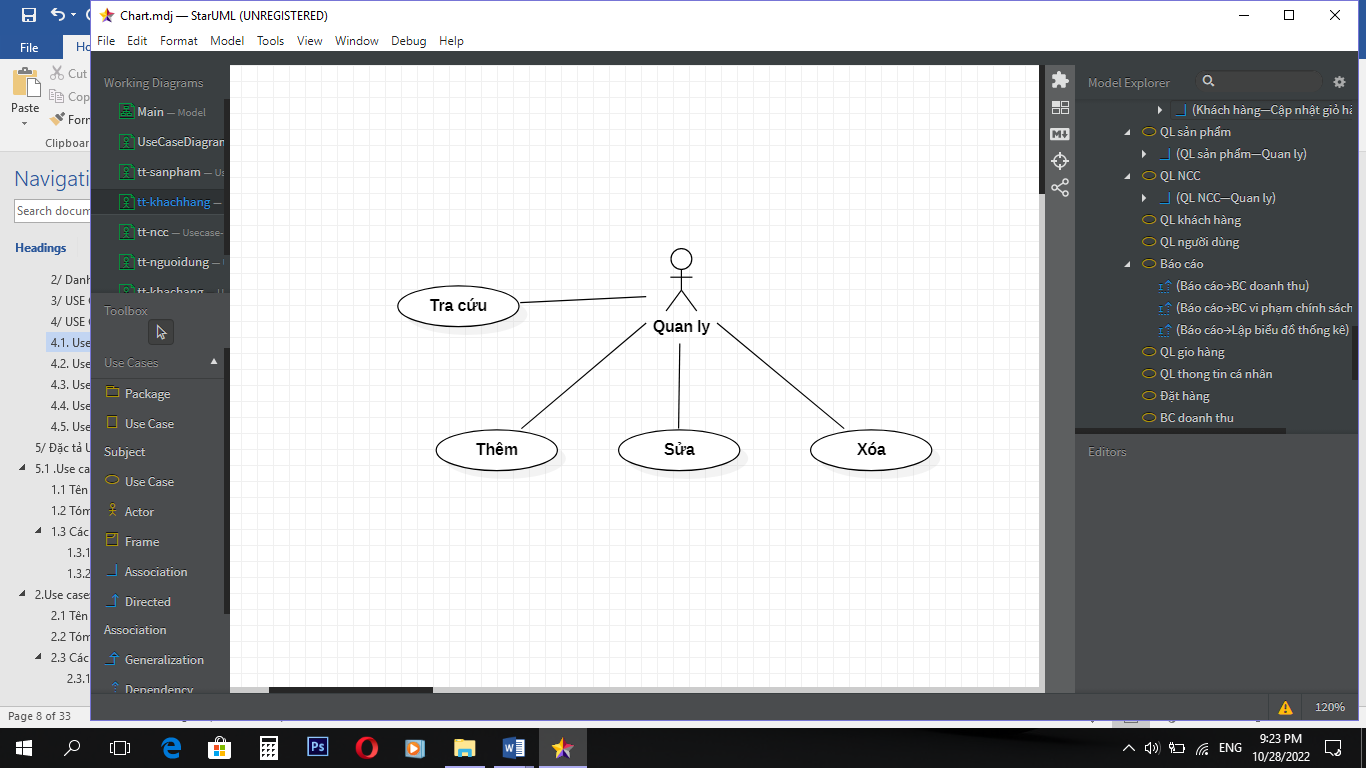 Chart.mdj — StarUML (UNREGISTERED)
File Edit Format Model Tools View Window Debug Help
File
Paste
Cut
Clipboard
Search docum
Headings
2/ Danh
3/ USE
4/ USE
4.1. Use
4.2. Use
4.3. Use
4.4. Use
4.5. Use
5/ Đặc tả U
5.1 .Use ca
1.1 Tên
1.2 Tóm
1.3 Các
1.3.1
1.3.2
2.Use case
2.1 Tên
2.2 Tóm
2.3 Các
2.3.1
Page 8 of 33
Working Diagrams
Main — Model
UseCaseDiagram
tt-sanpham — Us
tt-khachhang —
tt-ncc — Usecase-
tt-nguoidung —
tt-khachang
Toolbox
Use Cases
Package
Use Case
Subject
Use Case
Actor
Frame
Association
Directed
Association
Generalization
Dependency
Tra cứu
Quan ly
Thêm
Sửa
Xóa
Model Explorer
(Khách hàng—Cập nhật giỏ hà
QL sản phẩm
(QL sản phẩm—Quan ly)
QL NCC
(QL NCC—Quan ly)
QL khách hàng
QL người dùng
Báo cáo
(Báo cáo→BC doanh thu)
(Báo cáo→BC vi phạm chính sách
(Báo cáo→Lập biểu đồ thống kê)
QL gio hàng
QL thong tin cá nhân
Đặt hàng
BC doanh thu
Editors
120%
Ps
ENG
9:23 PM
10/28/2022